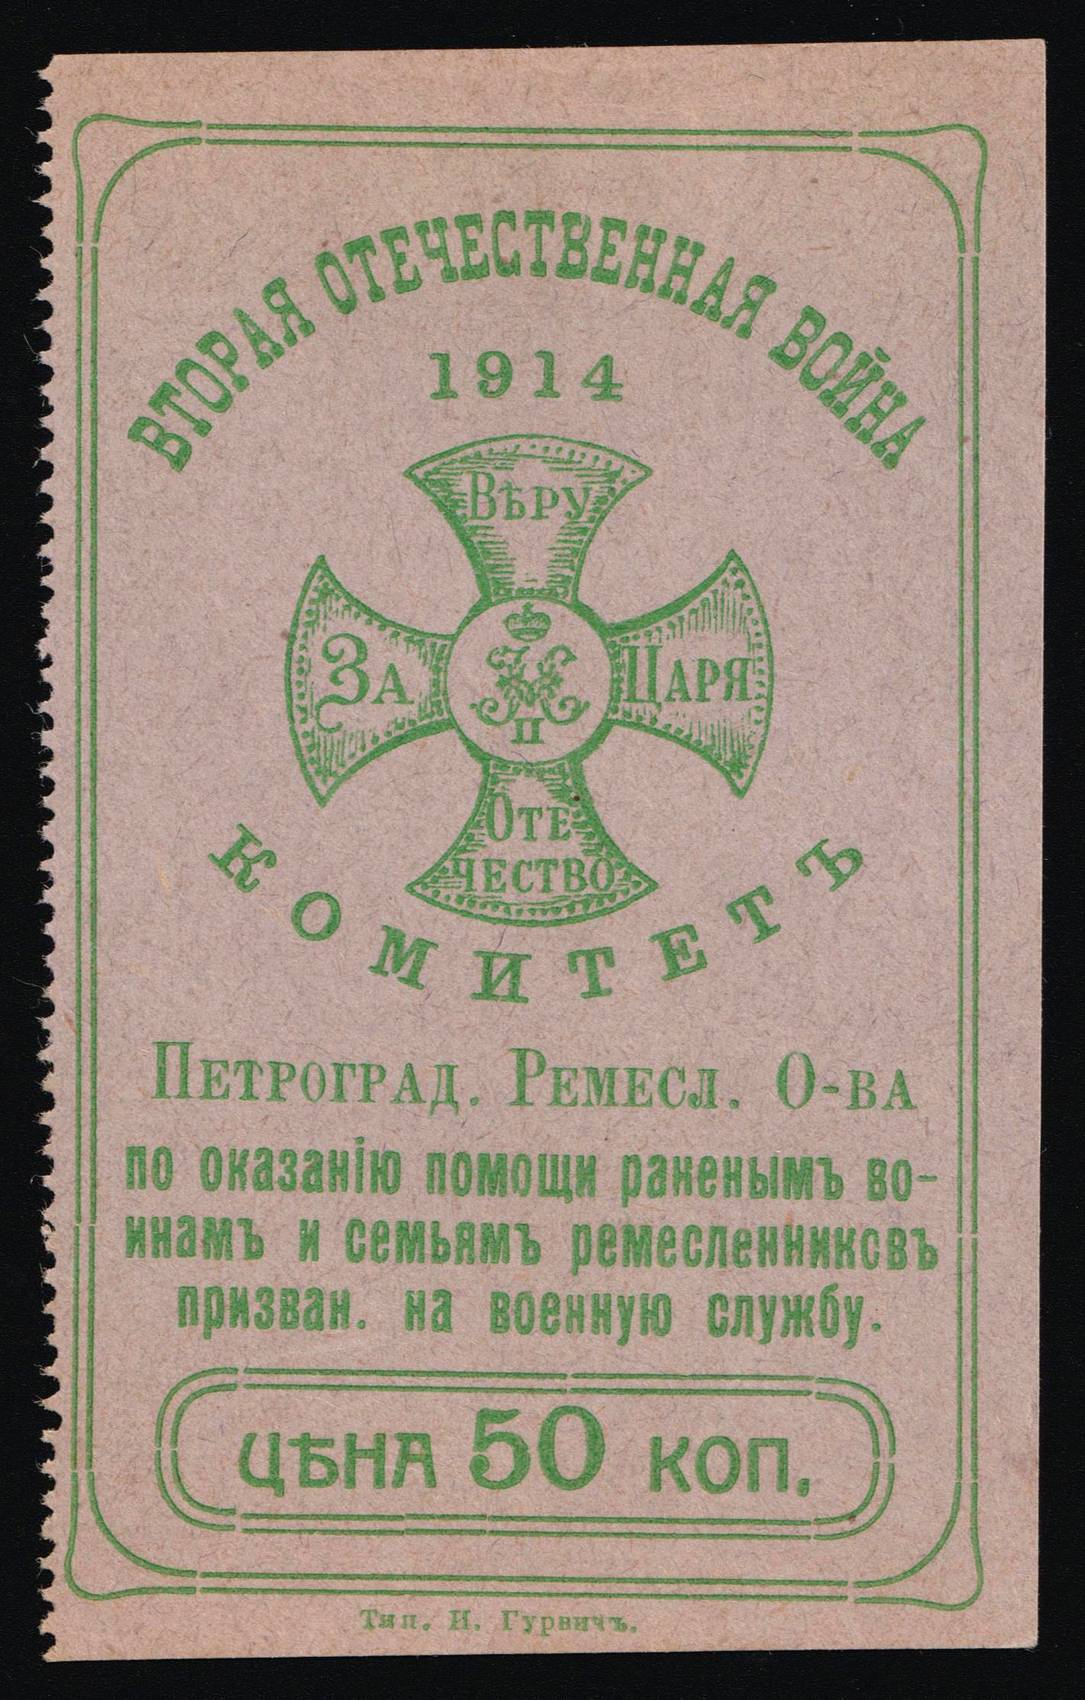 ВТОРАЯ ОТЕЧЕСТВЕННАЯ ВОЙНА
1914
ВѢРУ
ЗА
Н II
ЦАРЯ
ОТЕ-
ЧЕСТВО
КОМИТЕТЪ
ПЕТРОГРАД. РЕМЕСЛ. О-ВА
по оказанію помощи раненымъ во-
инамъ и семьямъ ремесленниковъ
призван. на военную службу.
ЦѢНА 50 КОП.
Тип. И. Гурвичъ.